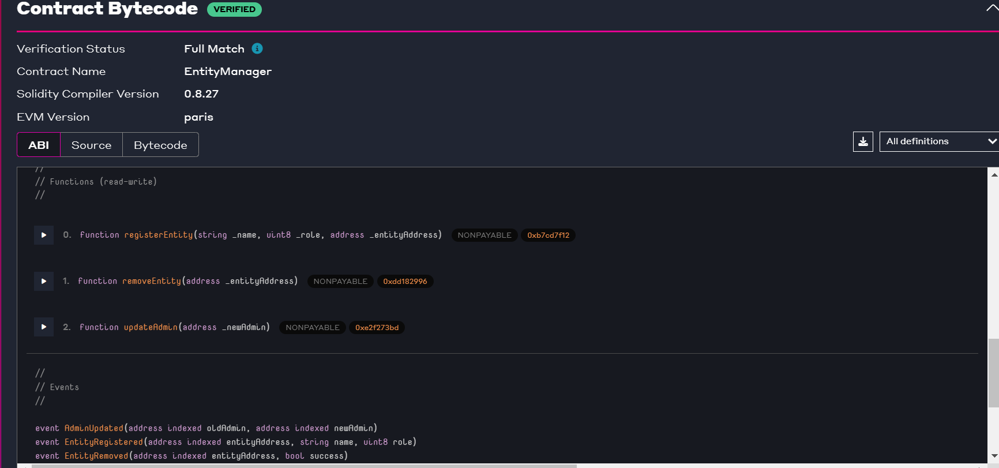 Contract Bytecode VERIFIED
Verification Status Full Match
Contract Name EntityManager
Solidity Compiler Version 0.8.27
EVM Version paris
ABI Source Bytecode All definitions
//
// Functions (read-write)
//
0. function registerEntity(string _name, uint8 _role, address _entityAddress) NONPAYABLE 0xb7cd7f12
1. function removeEntity(address _entityAddress) NONPAYABLE 0xdd182996
2. function updateAdmin(address _newAdmin) NONPAYABLE 0xe2f273bd
//
// Events
//
event AdminUpdated(address indexed oldAdmin, address indexed newAdmin)
event EntityRegistered(address indexed entityAddress, string name, uint8 role)
event EntityRemoved(address indexed entityAddress, bool success)